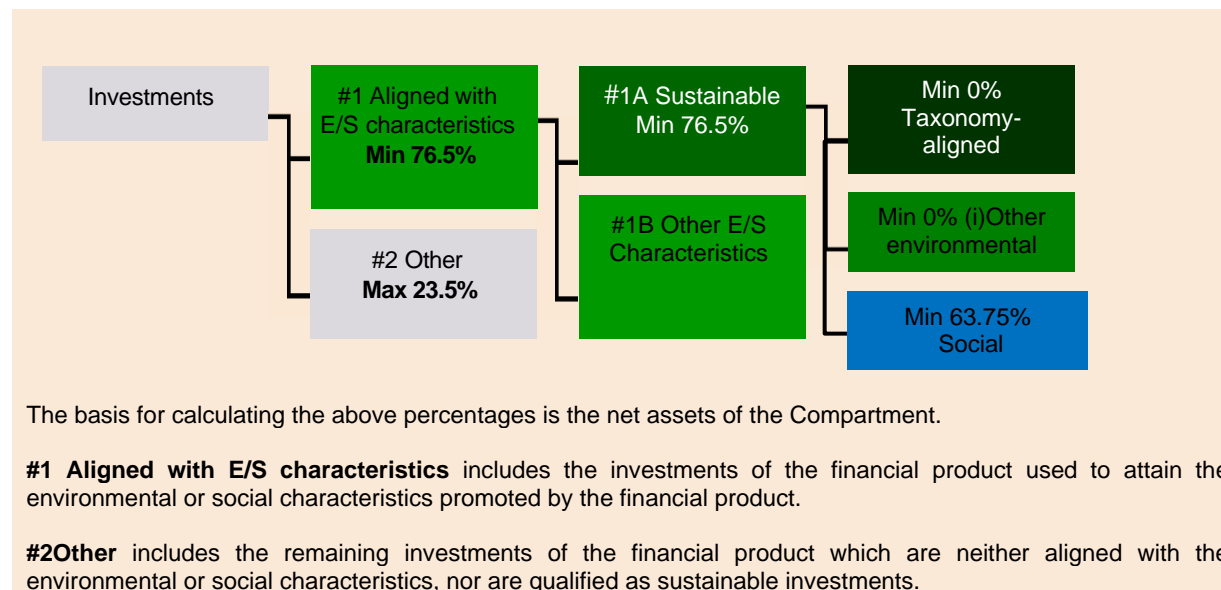 Investments
#1 Aligned with
E/S characteristics
Min 76.5%
#2 Other
Max 23.5%
#1A Sustainable
Min 76.5%
#1B Other E/S
Characteristics
Min 0%
Taxonomy-
aligned
Min 0% (i)Other
environmental
Min 63.75%
Social
The basis for calculating the above percentages is the net assets of the Compartment.
#1 Aligned with E/S characteristics includes the investments of the financial product used to attain the
environmental or social characteristics promoted by the financial product.
#2Other includes the remaining investments of the financial product which are neither aligned with the
environmental or social characteristics, nor are qualified as sustainable investments.